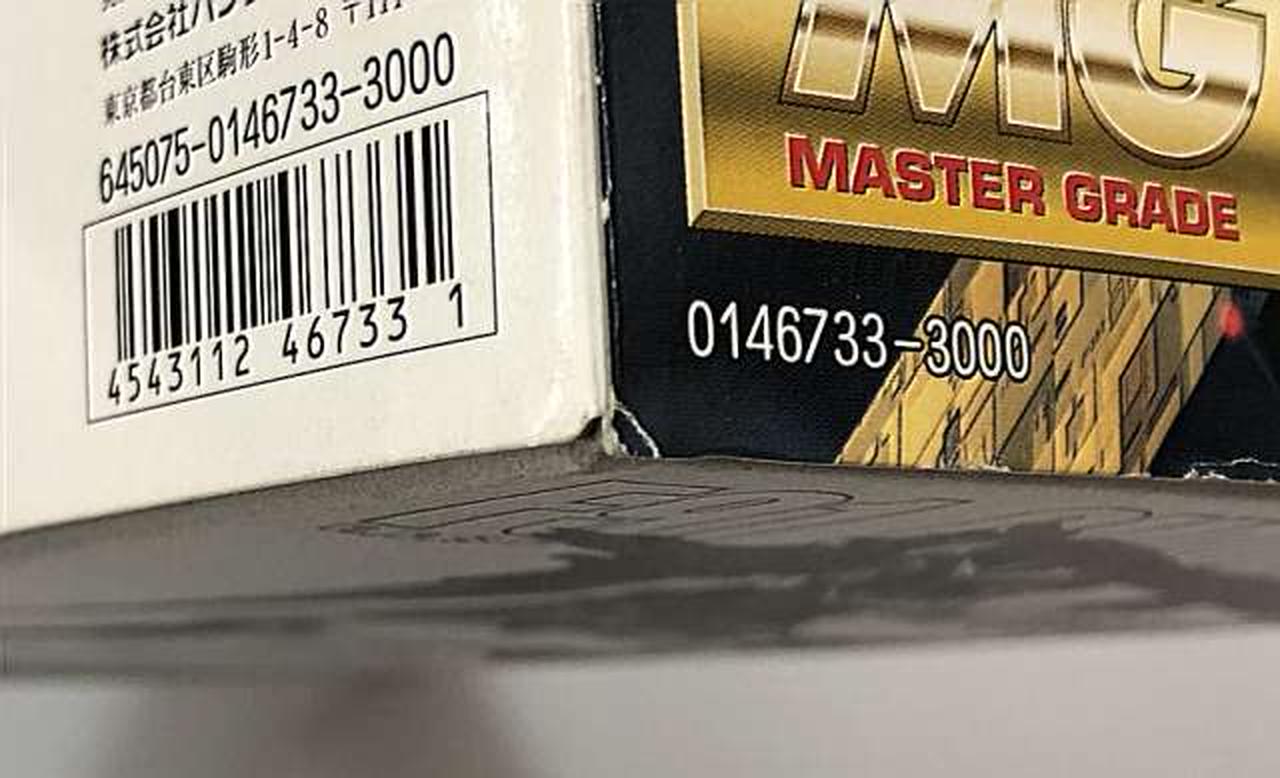 株式会社バン
東京都台東区駒形1-4-8 〒111
645075-0146733-3000
4543112 46733 1
MG
MASTER GRADE
0146733-3000